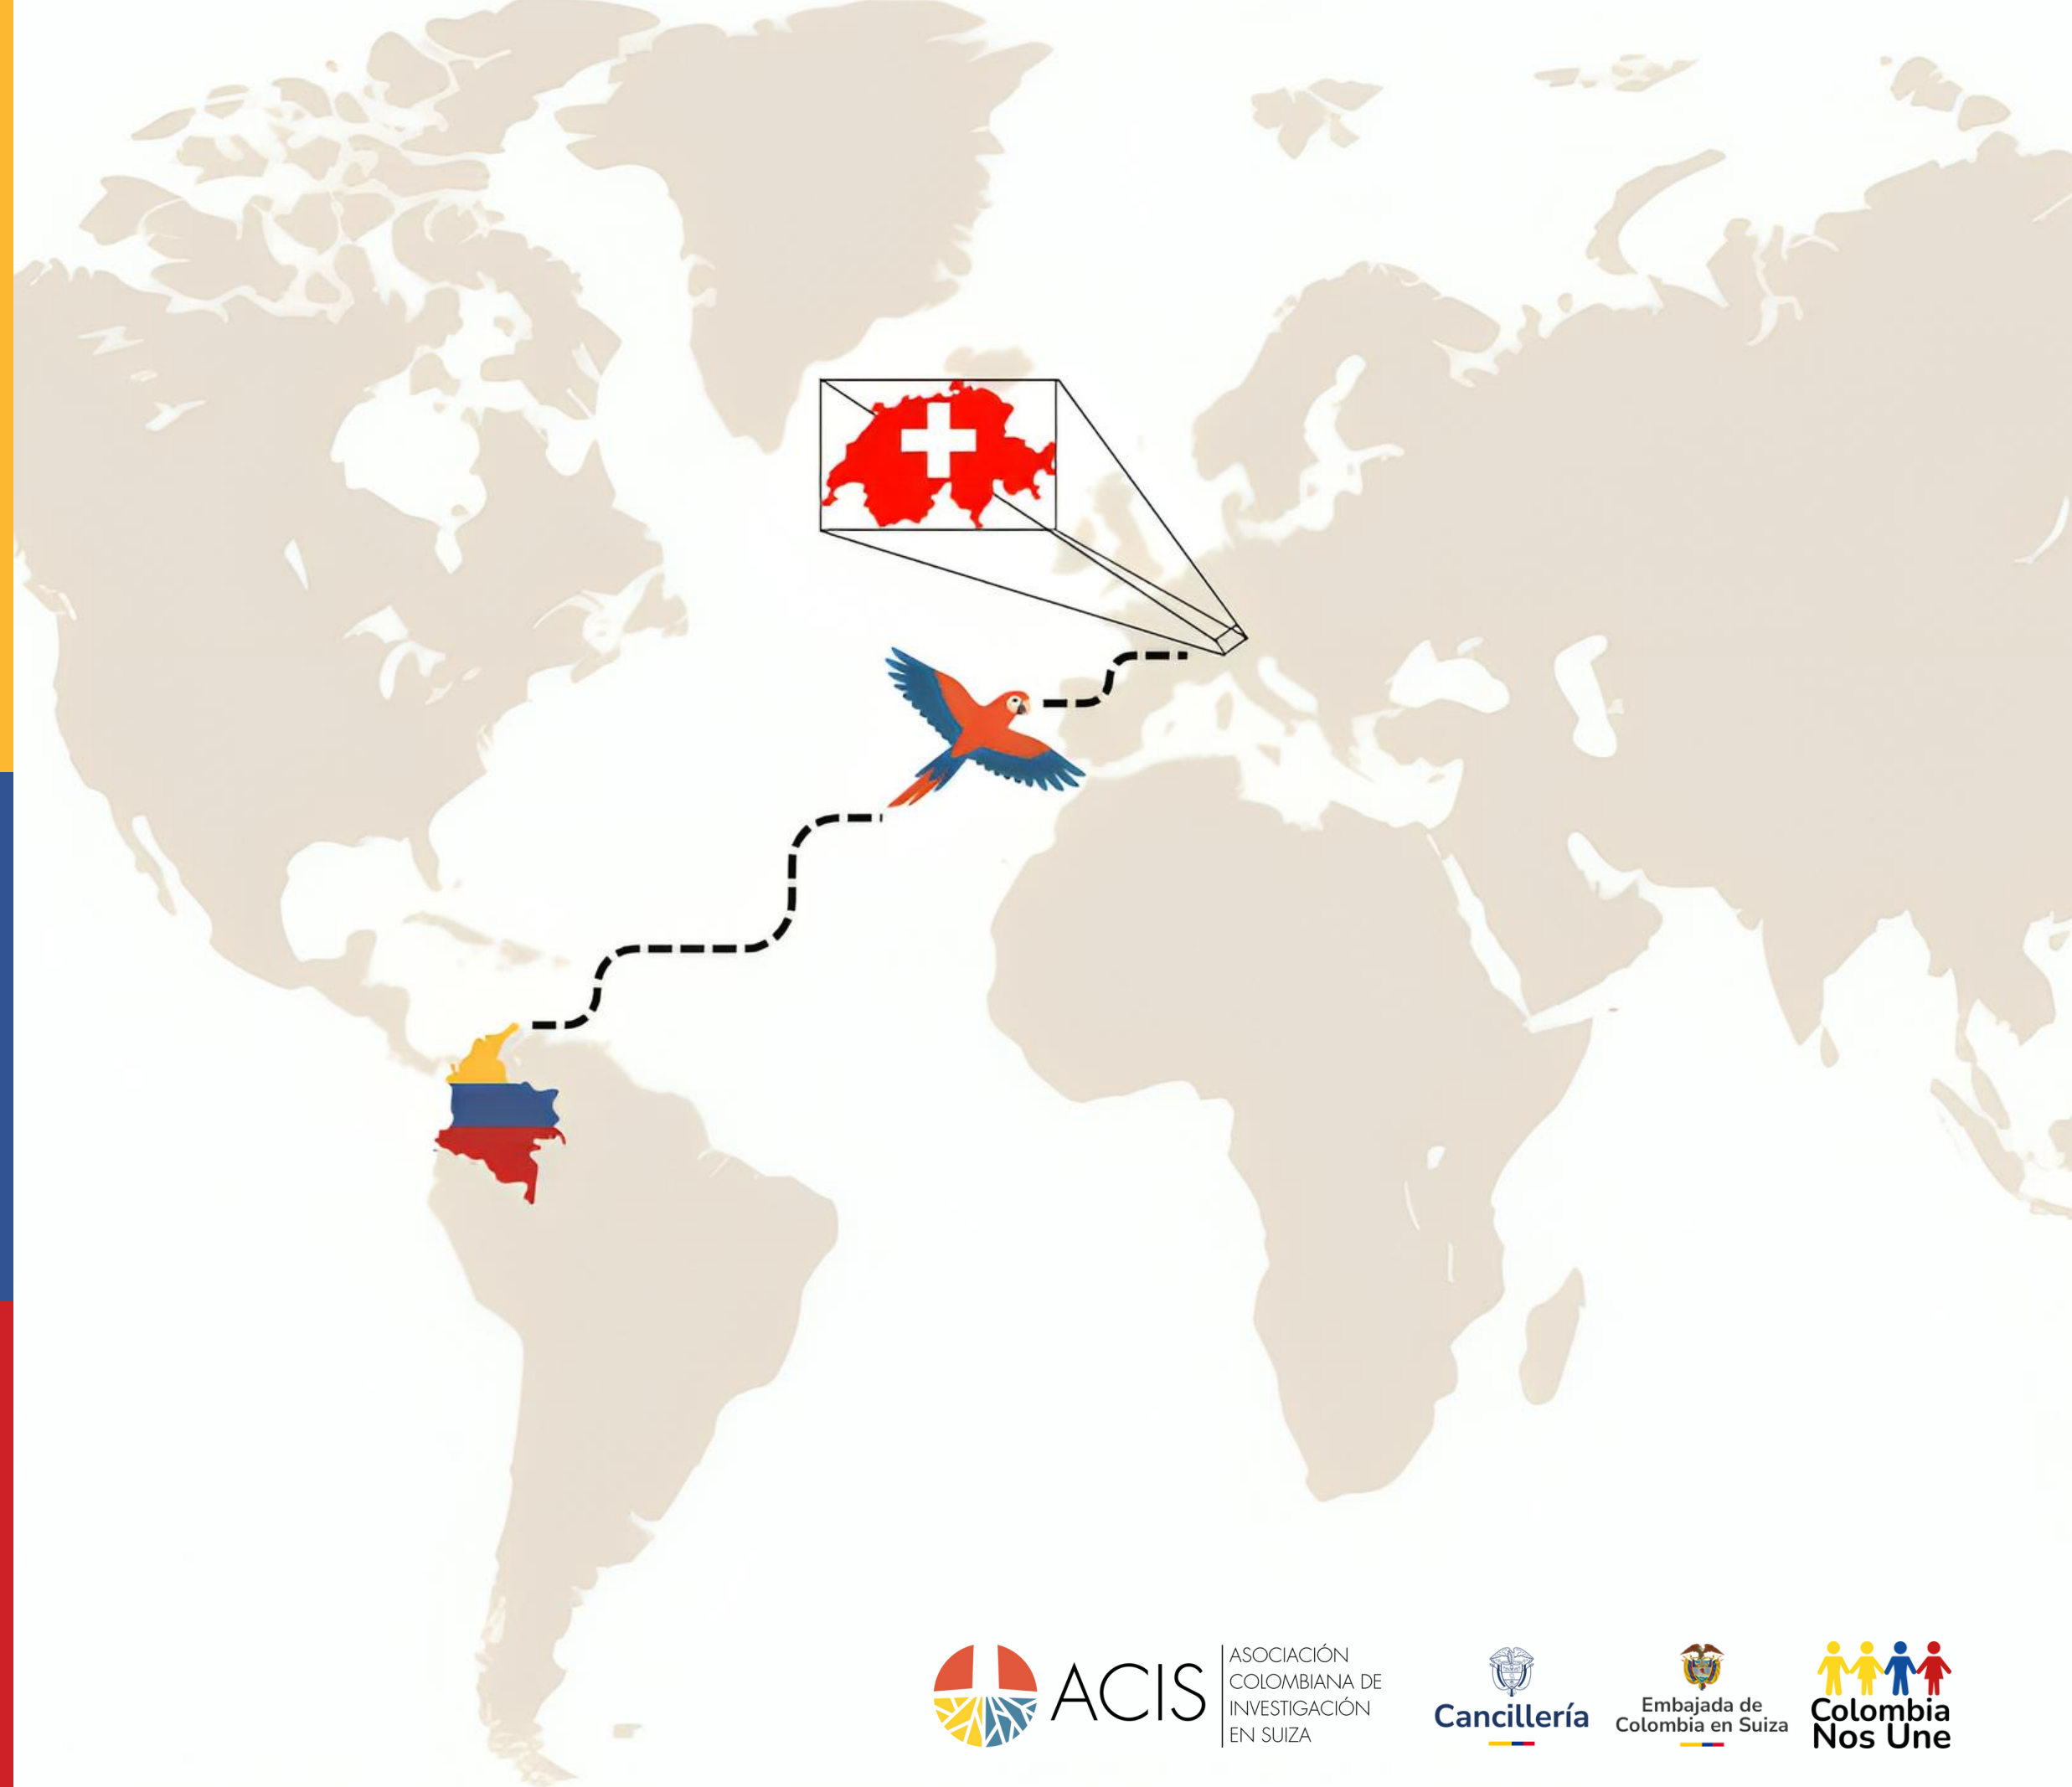 ACIS
ASOCIACIÓN
COLOMBIANA DE
INVESTIGACIÓN
EN SUIZA
Cancillería
Embajada de
Colombia en Suiza
Colombia
Nos Une